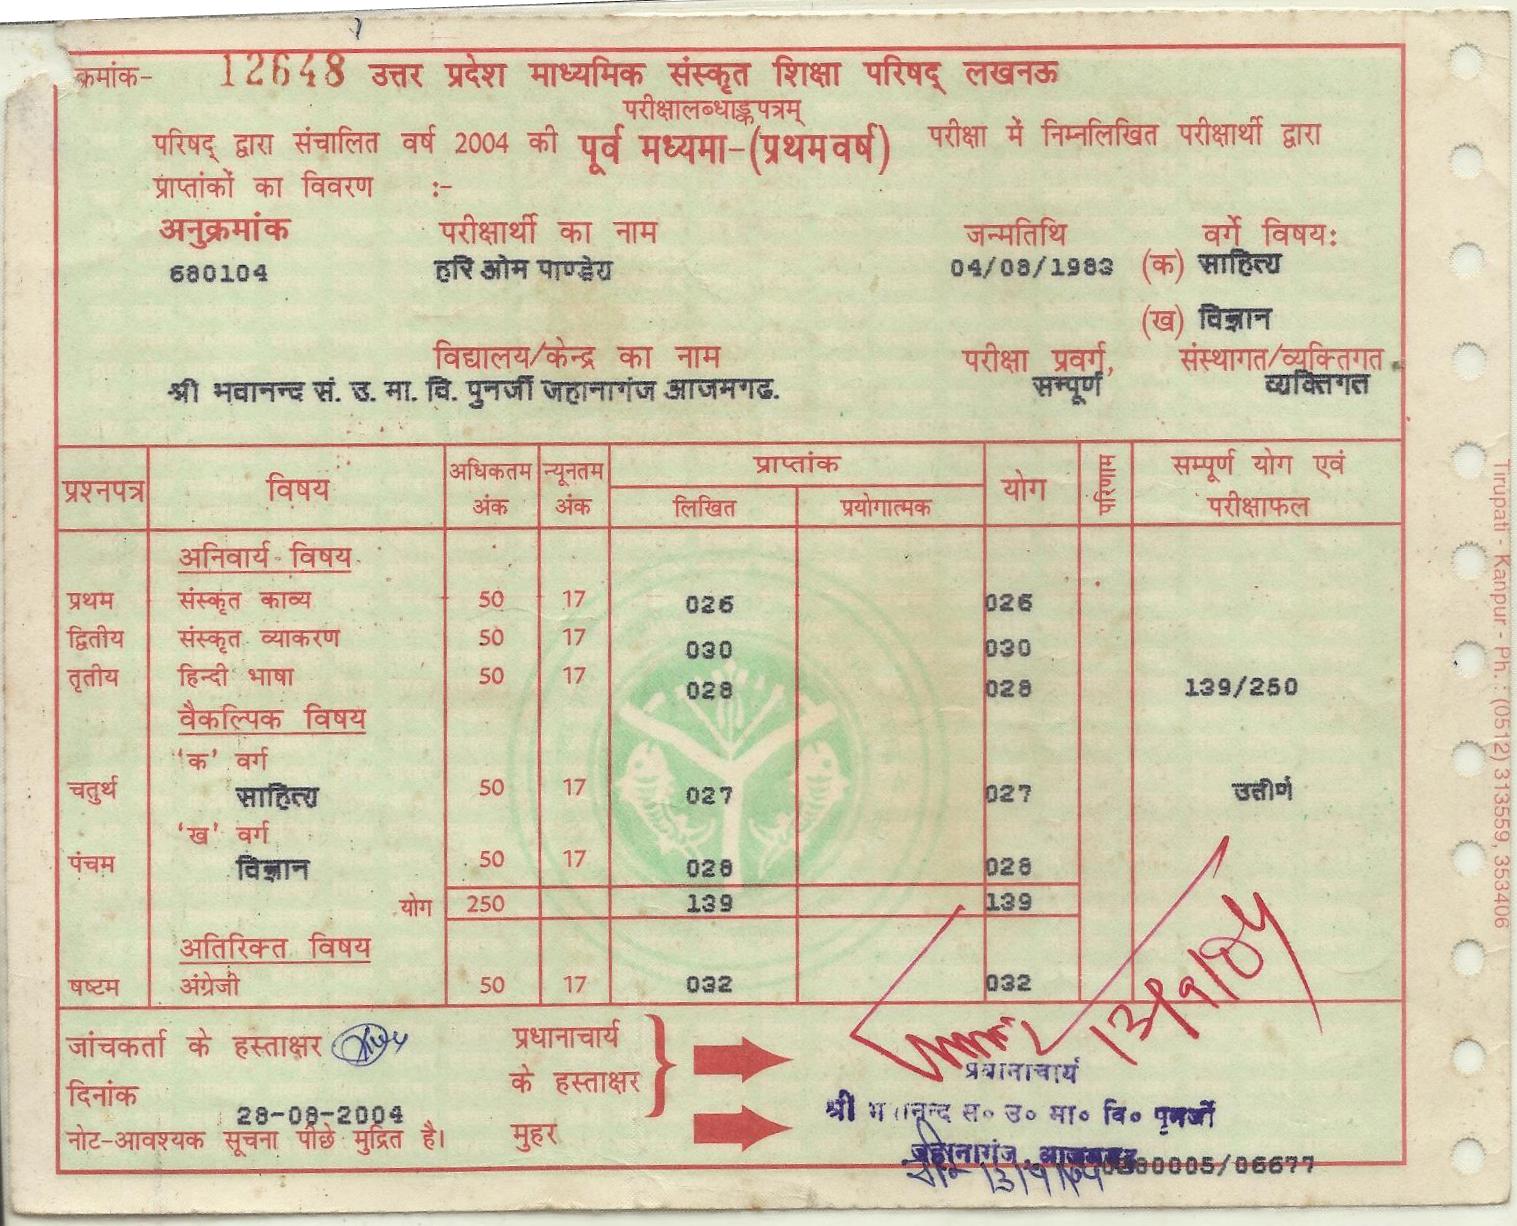 क्रमांक- 12648 उत्तर प्रदेश माध्यमिक संस्कृत शिक्षा परिषद् लखनऊ
परीक्षालब्धाङ्कपत्रम्
परिषद् द्वारा संचालित वर्ष 2004 की पूर्व मध्यमा-(प्रथम वर्ष) परीक्षा में निम्नलिखित परीक्षार्थी द्वारा
प्राप्तांकों का विवरण :-
अनुक्रमांक परीक्षार्थी का नाम जन्मतिथि वर्गे विषय:
680104 हरि ओम पाण्डेय 04/08/1983 (क) साहित्य
(ख) विज्ञान
विद्यालय/केन्द्र का नाम परीक्षा प्रवर्ग, संस्थागत/व्यक्तिगत
श्री भवानन्द सं. उ. मा. वि. पुनर्जी जहानागंज आजमगढ. सम्पूर्ण व्यक्तिगत
प्रश्नपत्र विषय अधिकतम अंक न्यूनतम अंक प्राप्तांक योग परिणाम सम्पूर्ण योग एवं परीक्षाफल
लिखित प्रयोगात्मक
अनिवार्य विषय
प्रथम संस्कृत काव्य 50 17 026 026
द्वितीय संस्कृत व्याकरण 50 17 030 030
तृतीय हिन्दी भाषा 50 17 028 028 139/250
वैकल्पिक विषय
'क' वर्ग
चतुर्थ साहित्य 50 17 027 027 उतीर्ण
'ख' वर्ग
पंचम विज्ञान 50 17 028 028
योग 250 139 139
अतिरिक्त विषय
षष्टम अंग्रेजी 50 17 032 032
जांचकर्ता के हस्ताक्षर प्रधानाचार्य
के हस्ताक्षर
13/9/04
प्रधानाचार्य
दिनांक 28-08-2004
श्री भवानन्द स० उ० मा० वि० पुनर्जी
नोट-आवश्यक सूचना पीछे मुद्रित है। मुहर
जहानागंज, आजमगढ़
0680005/06677
13/9/04
Tirupati - Kanpur - Ph. : (0512) 313559, 353406